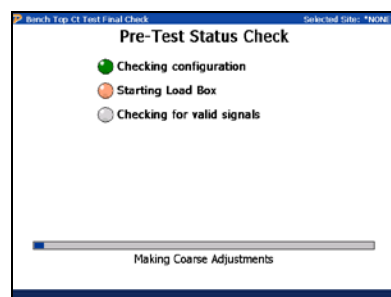 Bench Top Ct Test Final Check Selected Site: *NONE
Pre-Test Status Check
Checking configuration
Starting Load Box
Checking for valid signals
Making Coarse Adjustments